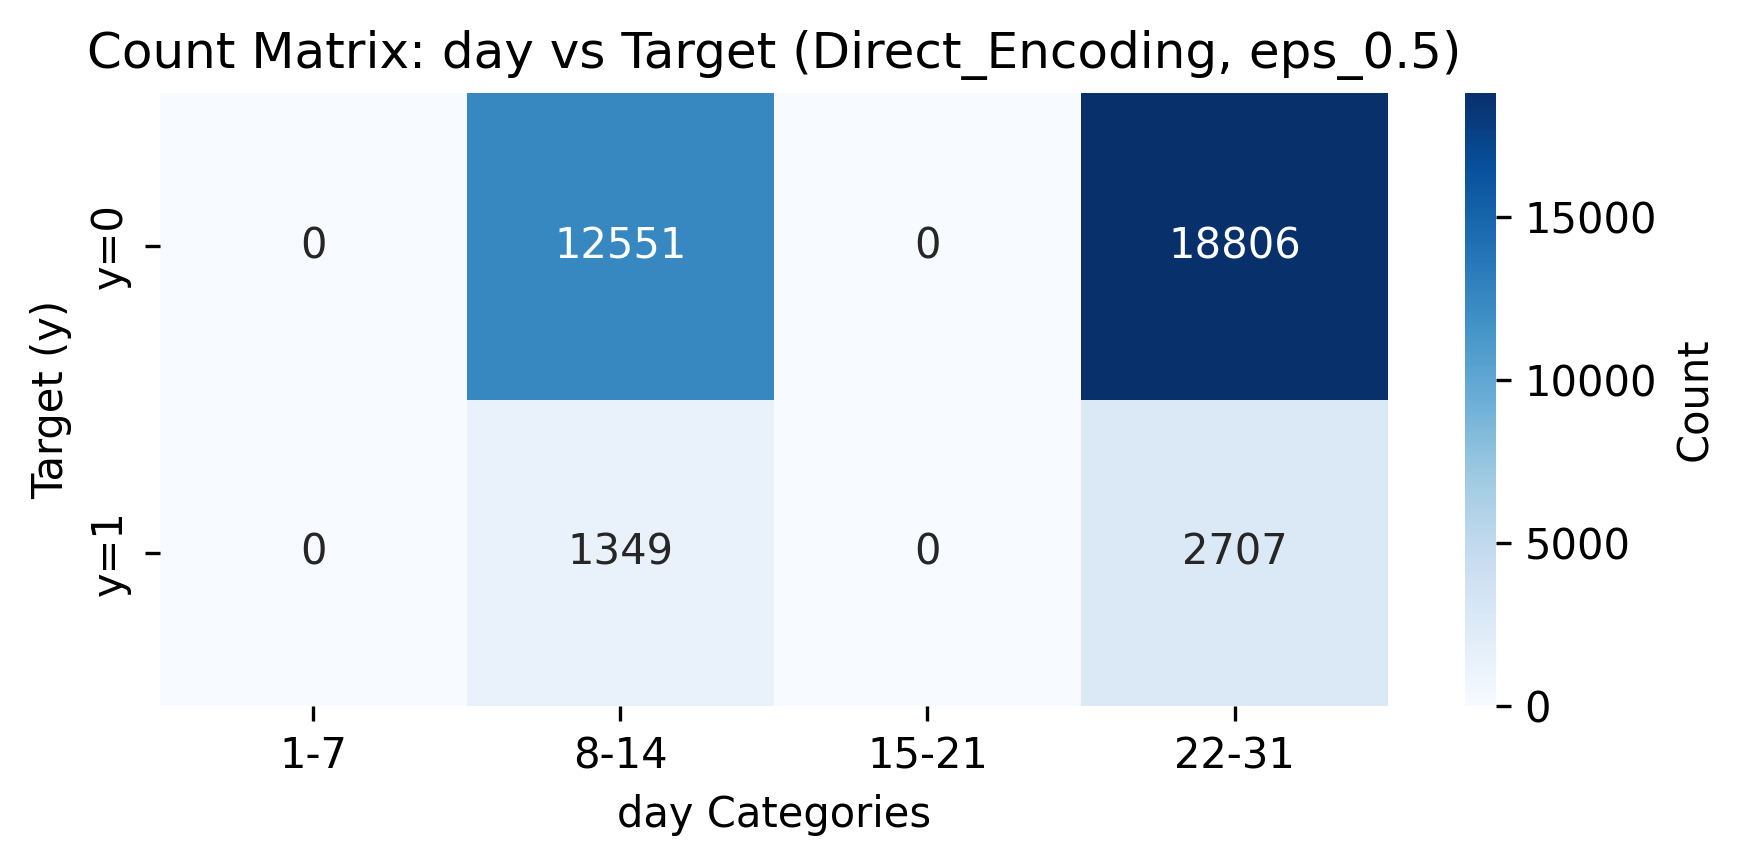 Count Matrix: day vs Target (Direct_Encoding, eps_0.5)
Target (y)
y=0
0 12551 0 18806
y=1
0 1349 0 2707
1-7 8-14 15-21 22-31
day Categories
15000
10000
5000
0
Count